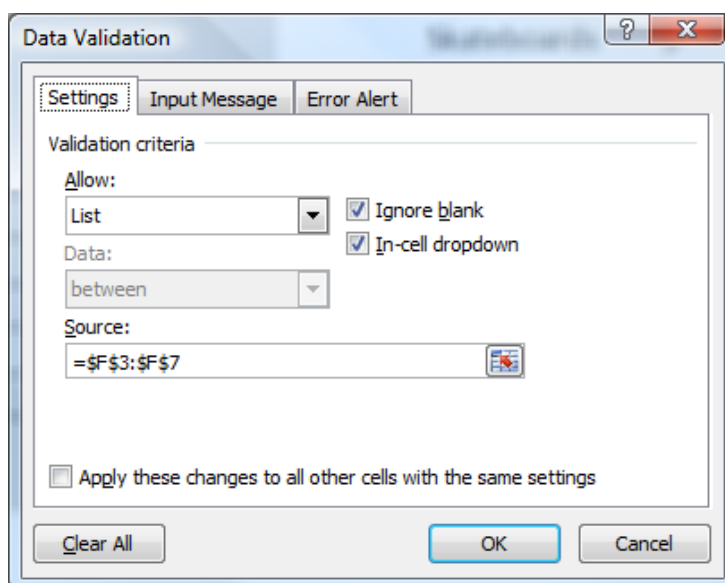 Data Validation
Skateboards
?
X
Settings
Input Message
Error Alert
Validation criteria
Allow:
List
Ignore blank
In-cell dropdown
Data:
between
Source:
=$F$3:$F$7
Apply these changes to all other cells with the same settings
Clear All
OK
Cancel